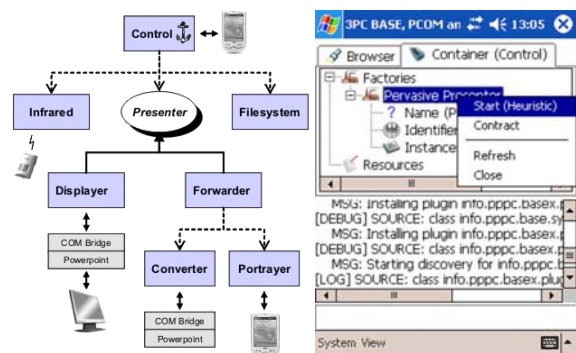 Control
Infrared
Presenter
Filesystem
Displayer
Forwarder
COM Bridge
Powerpoint
Converter
Portrayer
COM Bridge
Powerpoint
3PC BASE, PCOM an 13:05
Browser Container (Control)
Factories
Pervasive Presenter
Start (Heuristic)
? Name (P
Contract
Identifier
Instance
Refresh
Resources
Close
MSG: Installing plugin info.pppc.basex.p
[DEBUG] SOURCE: class info.pppc.base.sy
MSG: Installing plugin info.pppc.basex.p
[DEBUG] SOURCE: class info.pppc.basex.p
MSG: Starting discovery for info.pppc.b
[LOG] SOURCE: class info.pppc.basex.plug
System View